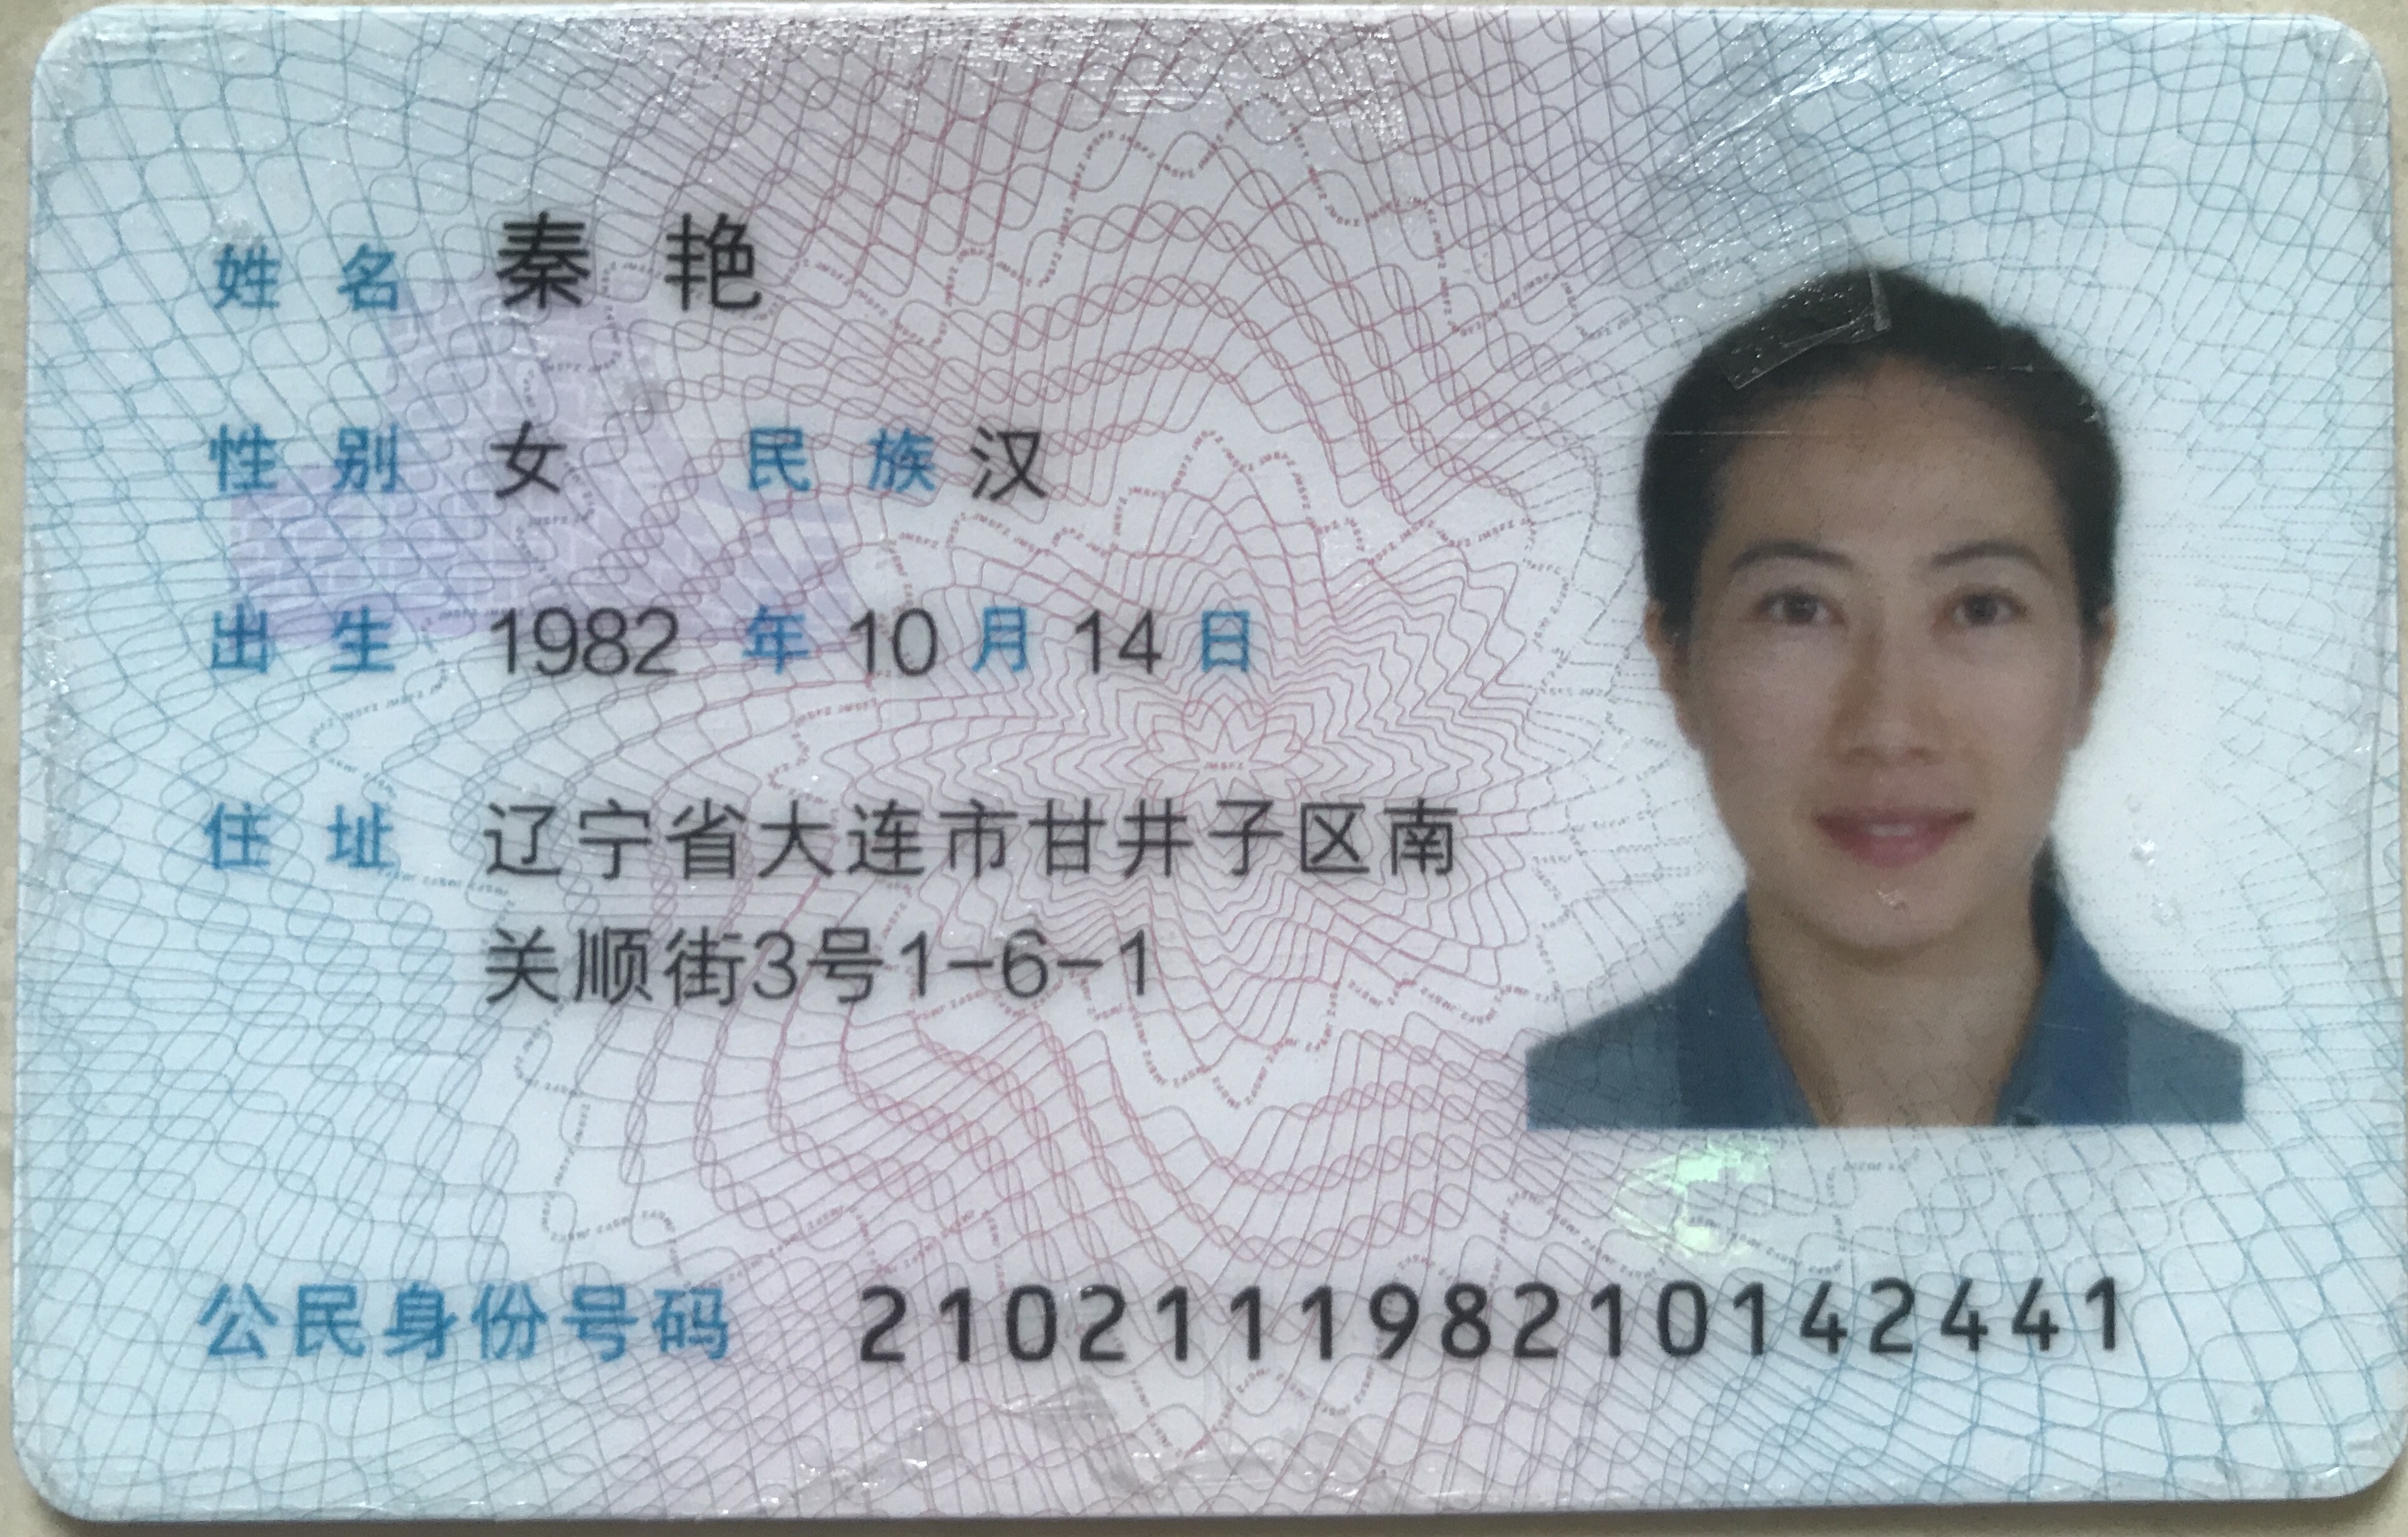 姓名 秦艳
性别 女 民族 汉
出生 1982 年 10 月 14 日
住址 辽宁省大连市甘井子区南
关顺街3号1-6-1
公民身份号码 210211198210142441